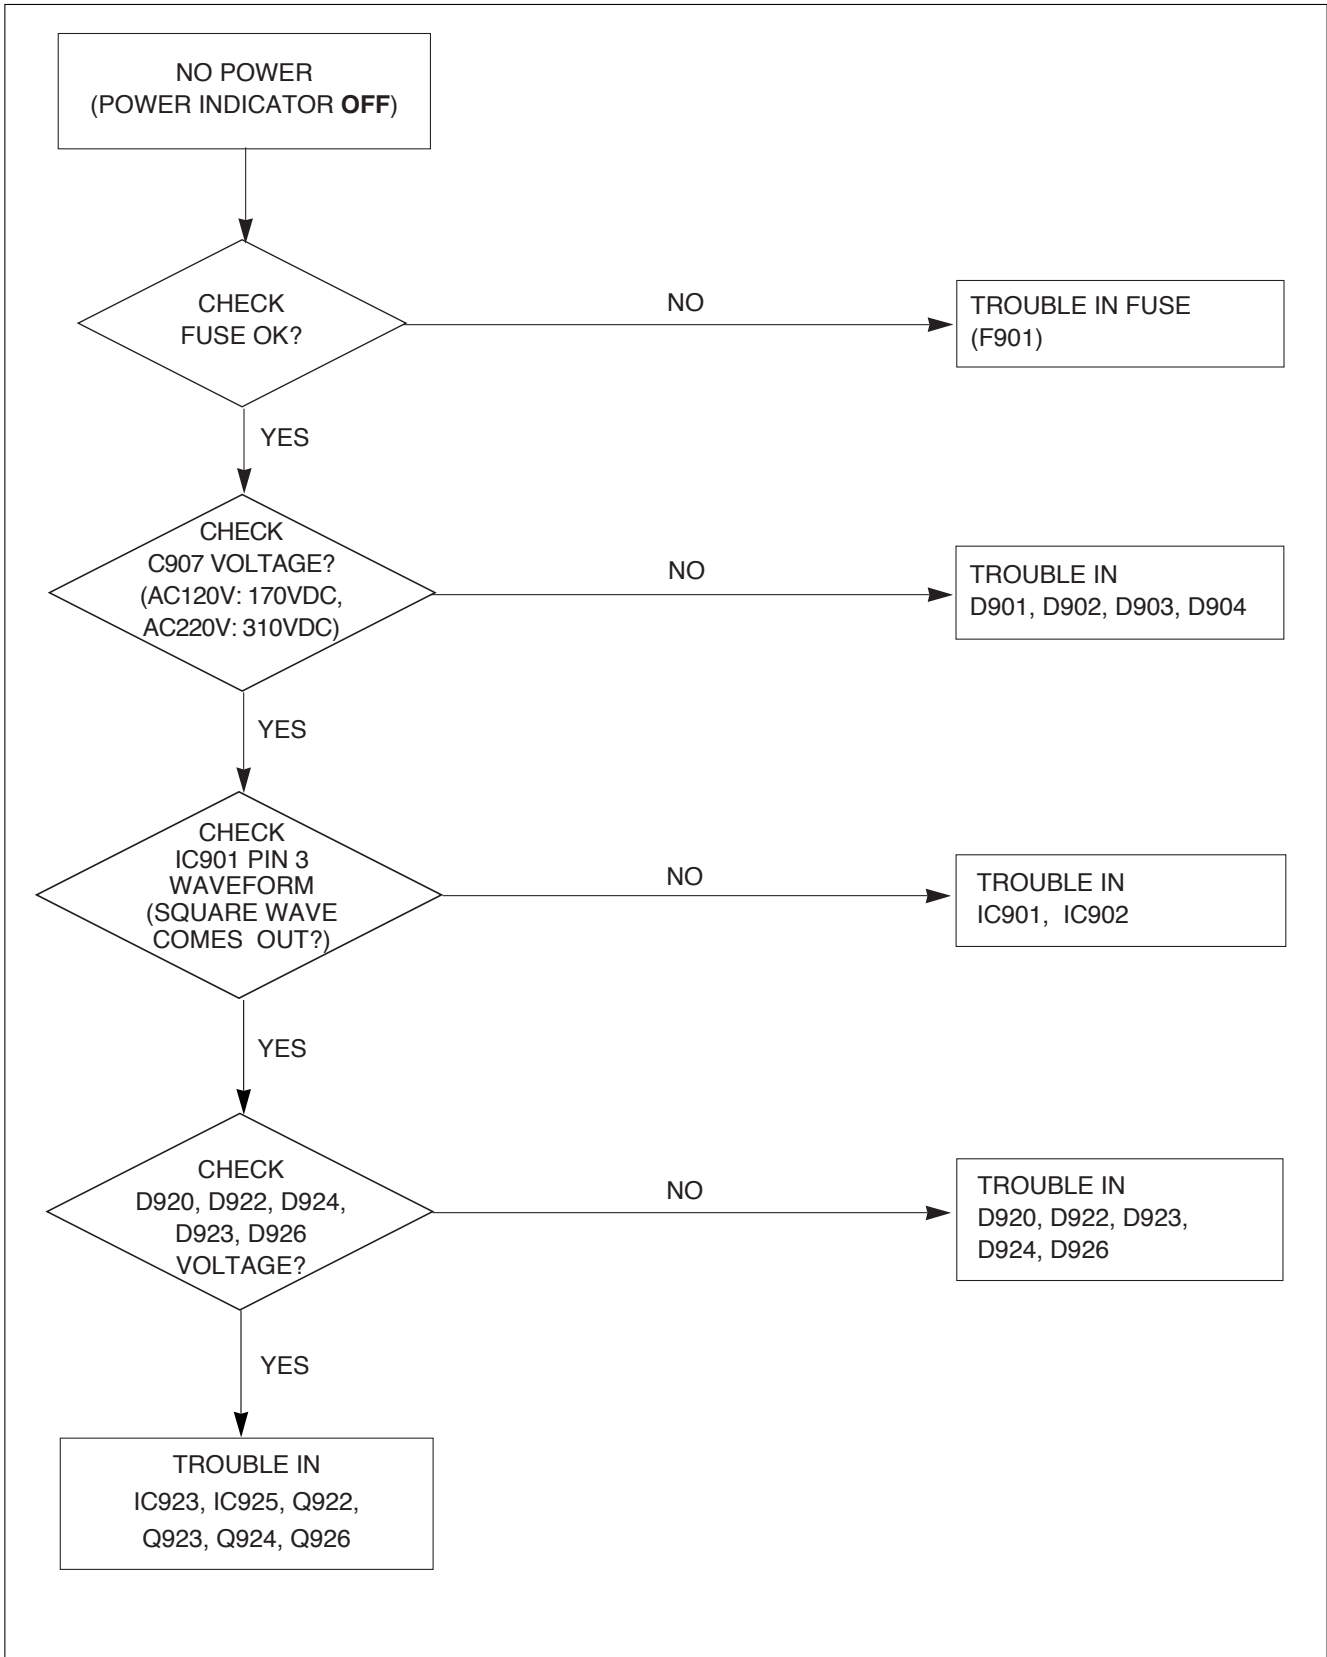 NO POWER
(POWER INDICATOR OFF)
CHECK
FUSE OK?
NO
TROUBLE IN FUSE
(F901)
YES
CHECK
C907 VOLTAGE?
(AC120V: 170VDC,
AC220V: 310VDC)
NO
TROUBLE IN
D901, D902, D903, D904
YES
CHECK
IC901 PIN 3
WAVEFORM
(SQUARE WAVE
COMES OUT?)
NO
TROUBLE IN
IC901, IC902
YES
CHECK
D920, D922, D924,
D923, D926
VOLTAGE?
NO
TROUBLE IN
D920, D922, D923,
D924, D926
YES
TROUBLE IN
IC923, IC925, Q922,
Q923, Q924, Q926